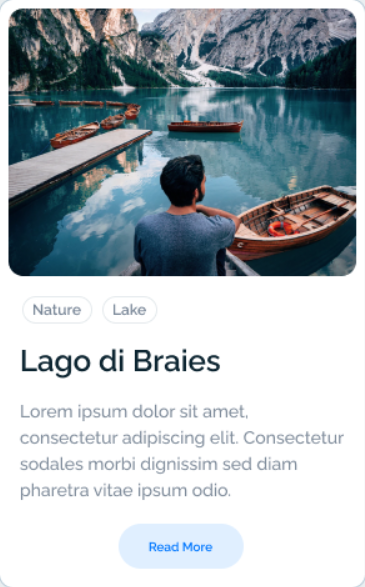 Nature
Lake
Lago di Braies
Lorem ipsum dolor sit amet,
consectetur adipiscing elit. Consectetur
sodales morbi dignissim sed diam
pharetra vitae ipsum odio.
Read More